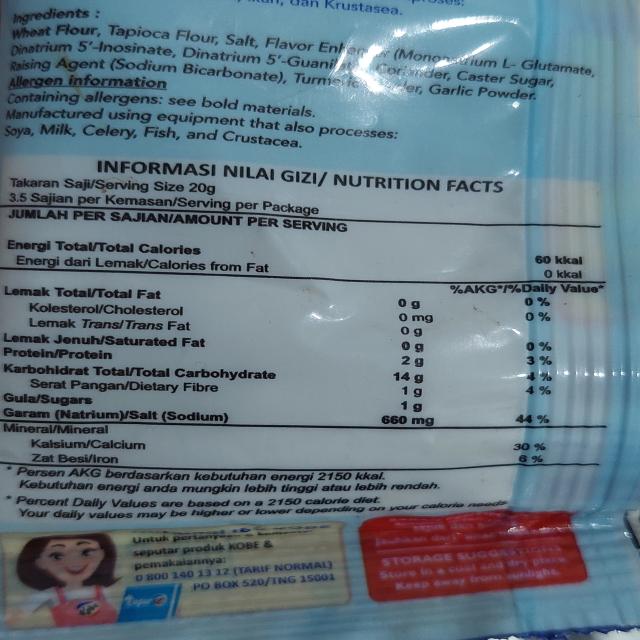 dan Krustasea.
Ingredients :
Wheat Flour, Tapioca Flour, Salt, Flavor (Monosodium L- Glutamate,
Dinatrium 5'-Inosinate, Dinatrium 5' Caster Sugar,
Raising Agent (Sodium Bicarbonate), Garlic Powder.
Allergen information
Containing allergens: see bold materials.
Manufactured using equipment that also processes:
Soya, Milk, Celery, Fish, and Crustacea.
INFORMASI NILAI GIZI/ NUTRITION FACTS
Takaran Saji/Serving Size 20g
3.5 Sajian per Kemasan/Serving per Package
JUMLAH PER SAJIAN/AMOUNT PER SERVING
Energi Total/Total Calories 60 kkal
Energi dari Lemak/Calories from Fat 0 kkal
%AKG*/%Daily Value*
Lemak Total/Total Fat 0 g 0 %
Kolesterol/Cholesterol 0 mg 0 %
Lemak Trans/Trans Fat 0 g
Lemak Jenuh/Saturated Fat 0 g 0 %
Protein/Protein 2 g 3 %
Karbohidrat Total/Total Carbohydrate 14 g 4 %
Serat Pangan/Dietary Fibre 1 g 4 %
Gula/Sugars 1 g
Garam (Natrium)/Salt (Sodium) 660 mg 44 %
Mineral/Mineral
Kalsium/Calcium 30 %
Zat Besi/Iron 6 %
* Persen AKG berdasarkan kebutuhan energi 2150 kkal.
Kebutuhan energi anda mungkin lebih tinggi atau lebih rendah.
* Percent Daily Values are based on a 2150 calorie diet.
Your daily values may be higher or lower depending on your calorie needs
Untuk
seputar produk KOBE &
pemakaiannya:
0 800 140 13 12 (TARIF NORMAL)
PO BOX 520/TNG 15001
STORAGE
Store in a cool and dry
Keep away from